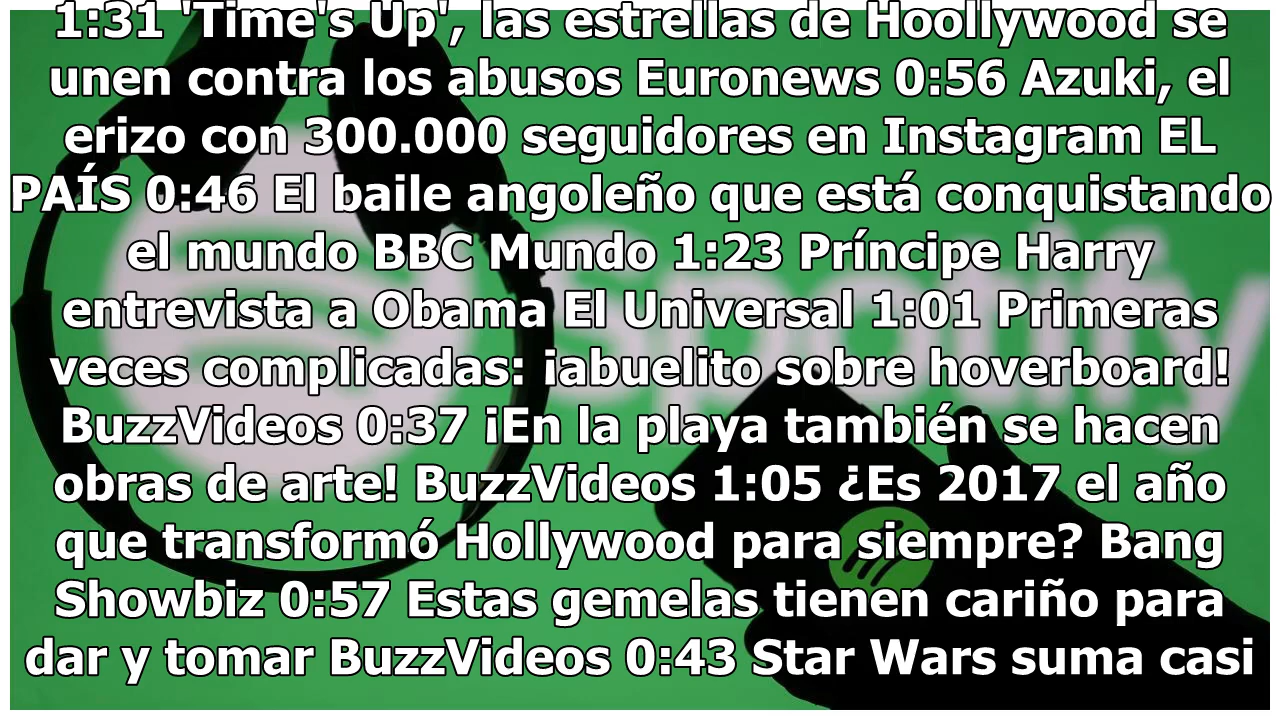 1:31 'Time's Up', las estrellas de Hoollywood se
unen contra los abusos Euronews 0:56 Azuki, el
erizo con 300.000 seguidores en Instagram EL
PAÍS 0:46 El baile angoleño que está conquistando
el mundo BBC Mundo 1:23 Príncipe Harry
entrevista a Obama El Universal 1:01 Primeras
veces complicadas: ¡abuelito sobre hoverboard!
BuzzVideos 0:37 ¡En la playa también se hacen
obras de arte! BuzzVideos 1:05 ¿Es 2017 el año
que transformó Hollywood para siempre? Bang
Showbiz 0:57 Estas gemelas tienen cariño para
dar y tomar BuzzVideos 0:43 Star Wars suma casi